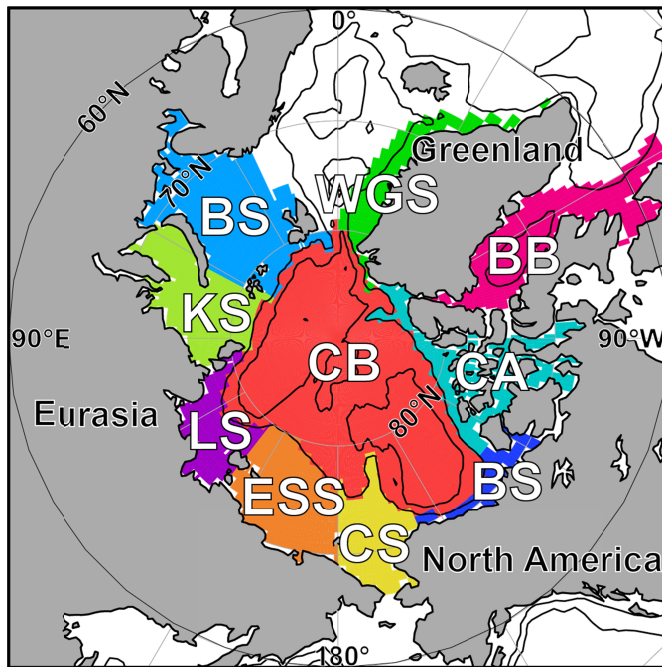 0°
60°N
Greenland
70°N
WGS
BS
BB
KS
90°E
90°W
CB
CA
80°N
Eurasia
LS
BS
ESS
CS
North America
180°